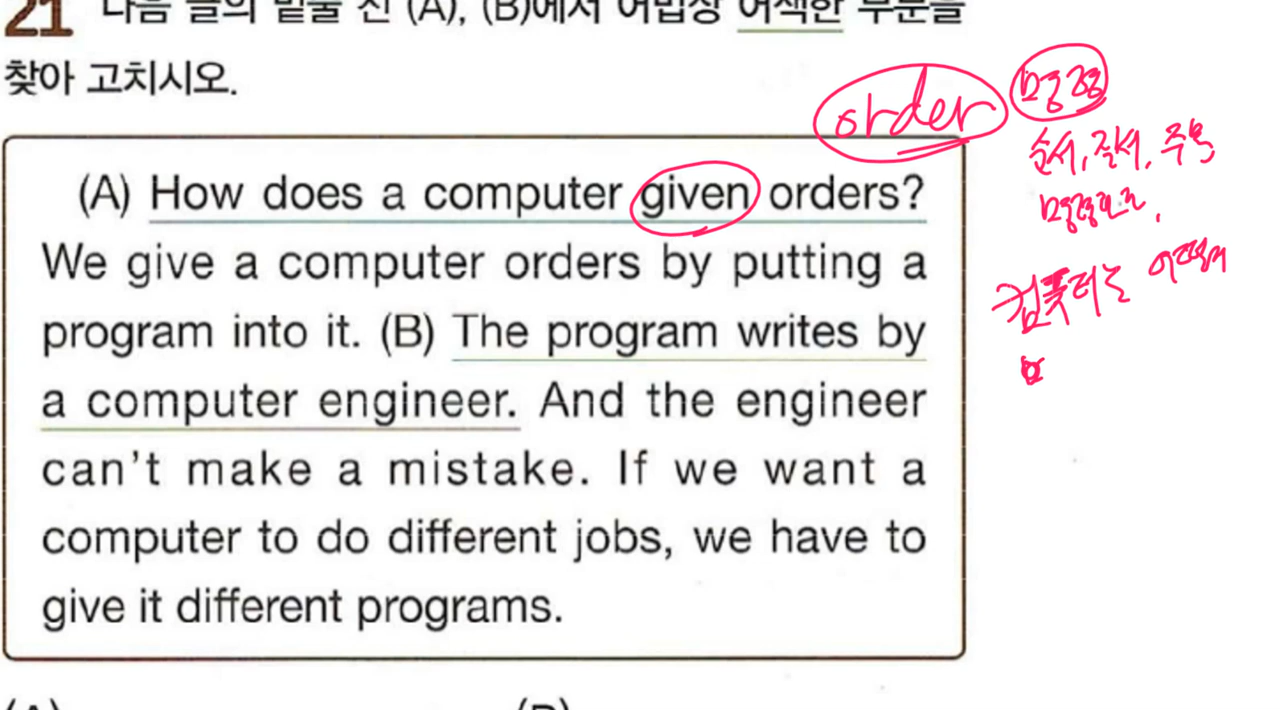 21 다음 글의 밑줄 친 (A), (B)에서 어법상 어색한 부분을
찾아 고치시오.
order 명령
순서, 질서, 주문
(A) How does a computer given orders?
명령하다,
We give a computer orders by putting a
컴퓨터는 어떻게
program into it. (B) The program writes by
a computer engineer. And the engineer
can't make a mistake. If we want a
computer to do different jobs, we have to
give it different programs.
(A) (B)